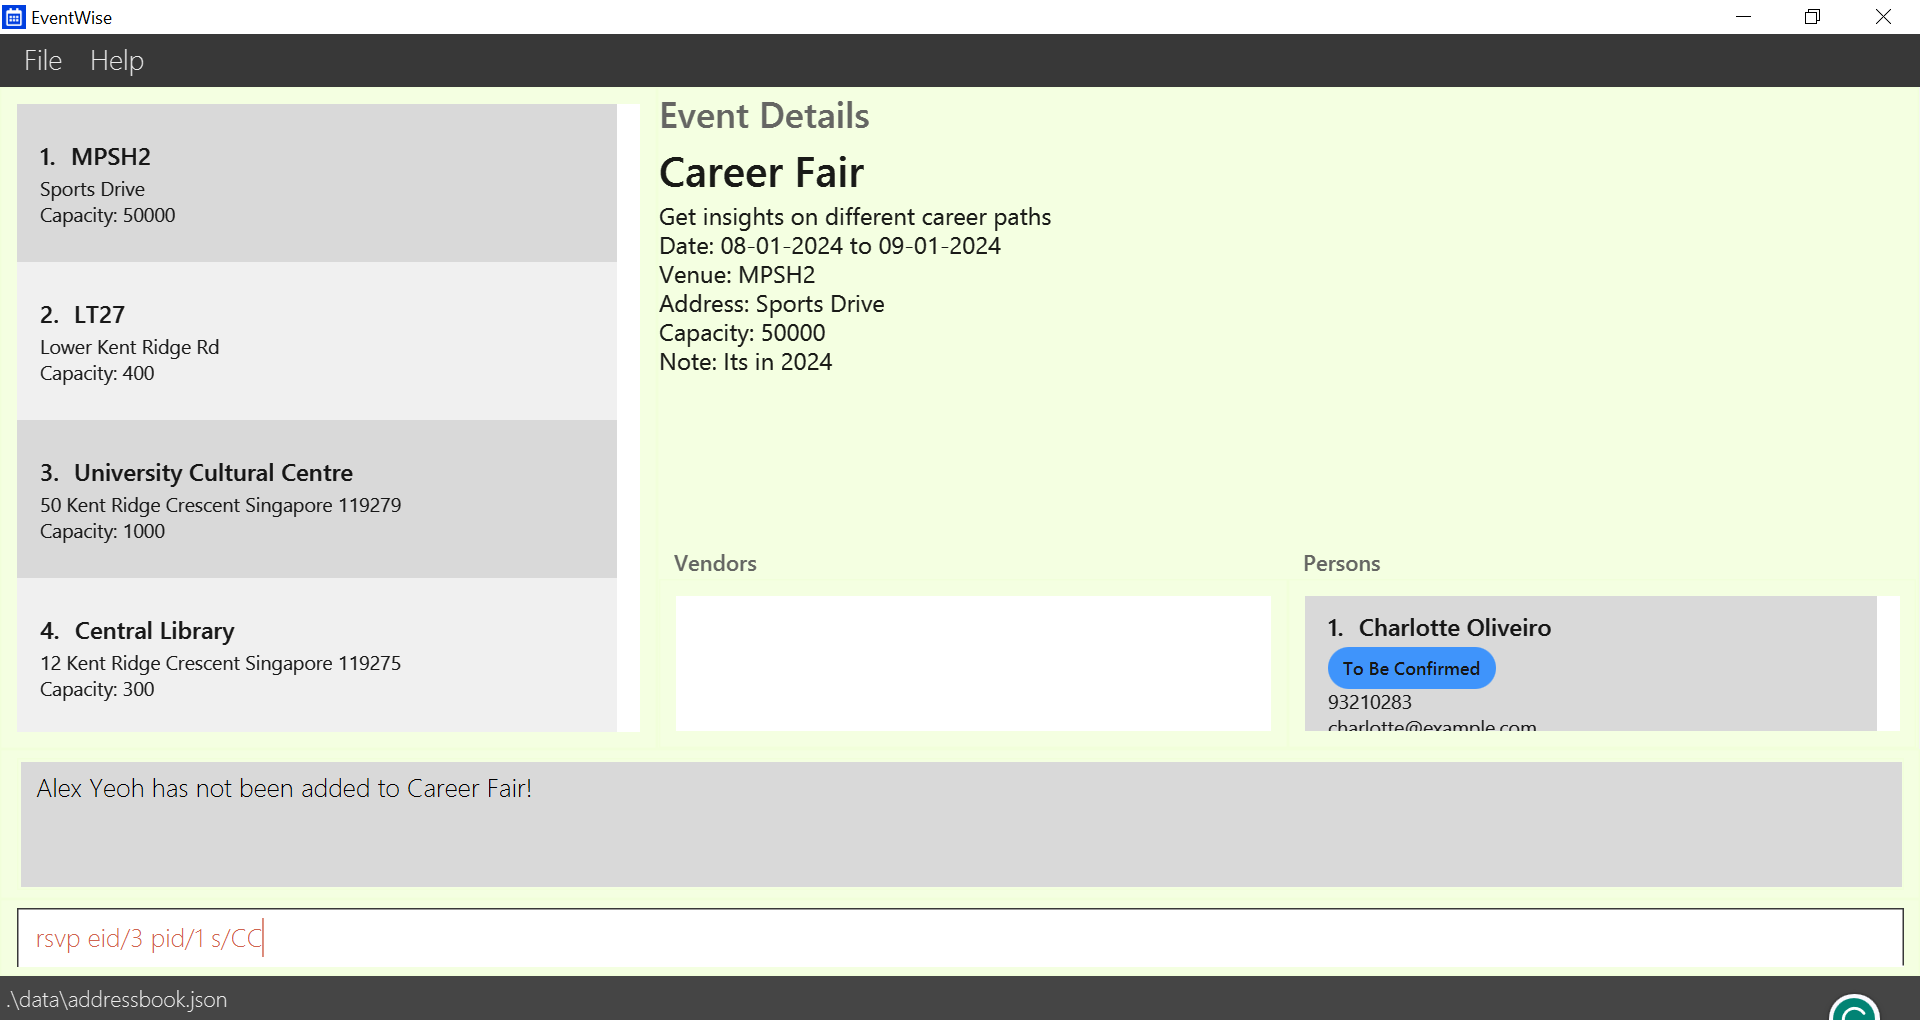 EventWise
File Help
1. MPSH2
Sports Drive
Capacity: 50000
2. LT27
Lower Kent Ridge Rd
Capacity: 400
3. University Cultural Centre
50 Kent Ridge Crescent Singapore 119279
Capacity: 1000
4. Central Library
12 Kent Ridge Crescent Singapore 119275
Capacity: 300
Event Details
Career Fair
Get insights on different career paths
Date: 08-01-2024 to 09-01-2024
Venue: MPSH2
Address: Sports Drive
Capacity: 50000
Note: Its in 2024
Vendors
Persons
1. Charlotte Oliveiro
To Be Confirmed
93210283
charlotte@example.com
Alex Yeoh has not been added to Career Fair!
rsvp eid/3 pid/1 s/CC
.\data\addressbook.json